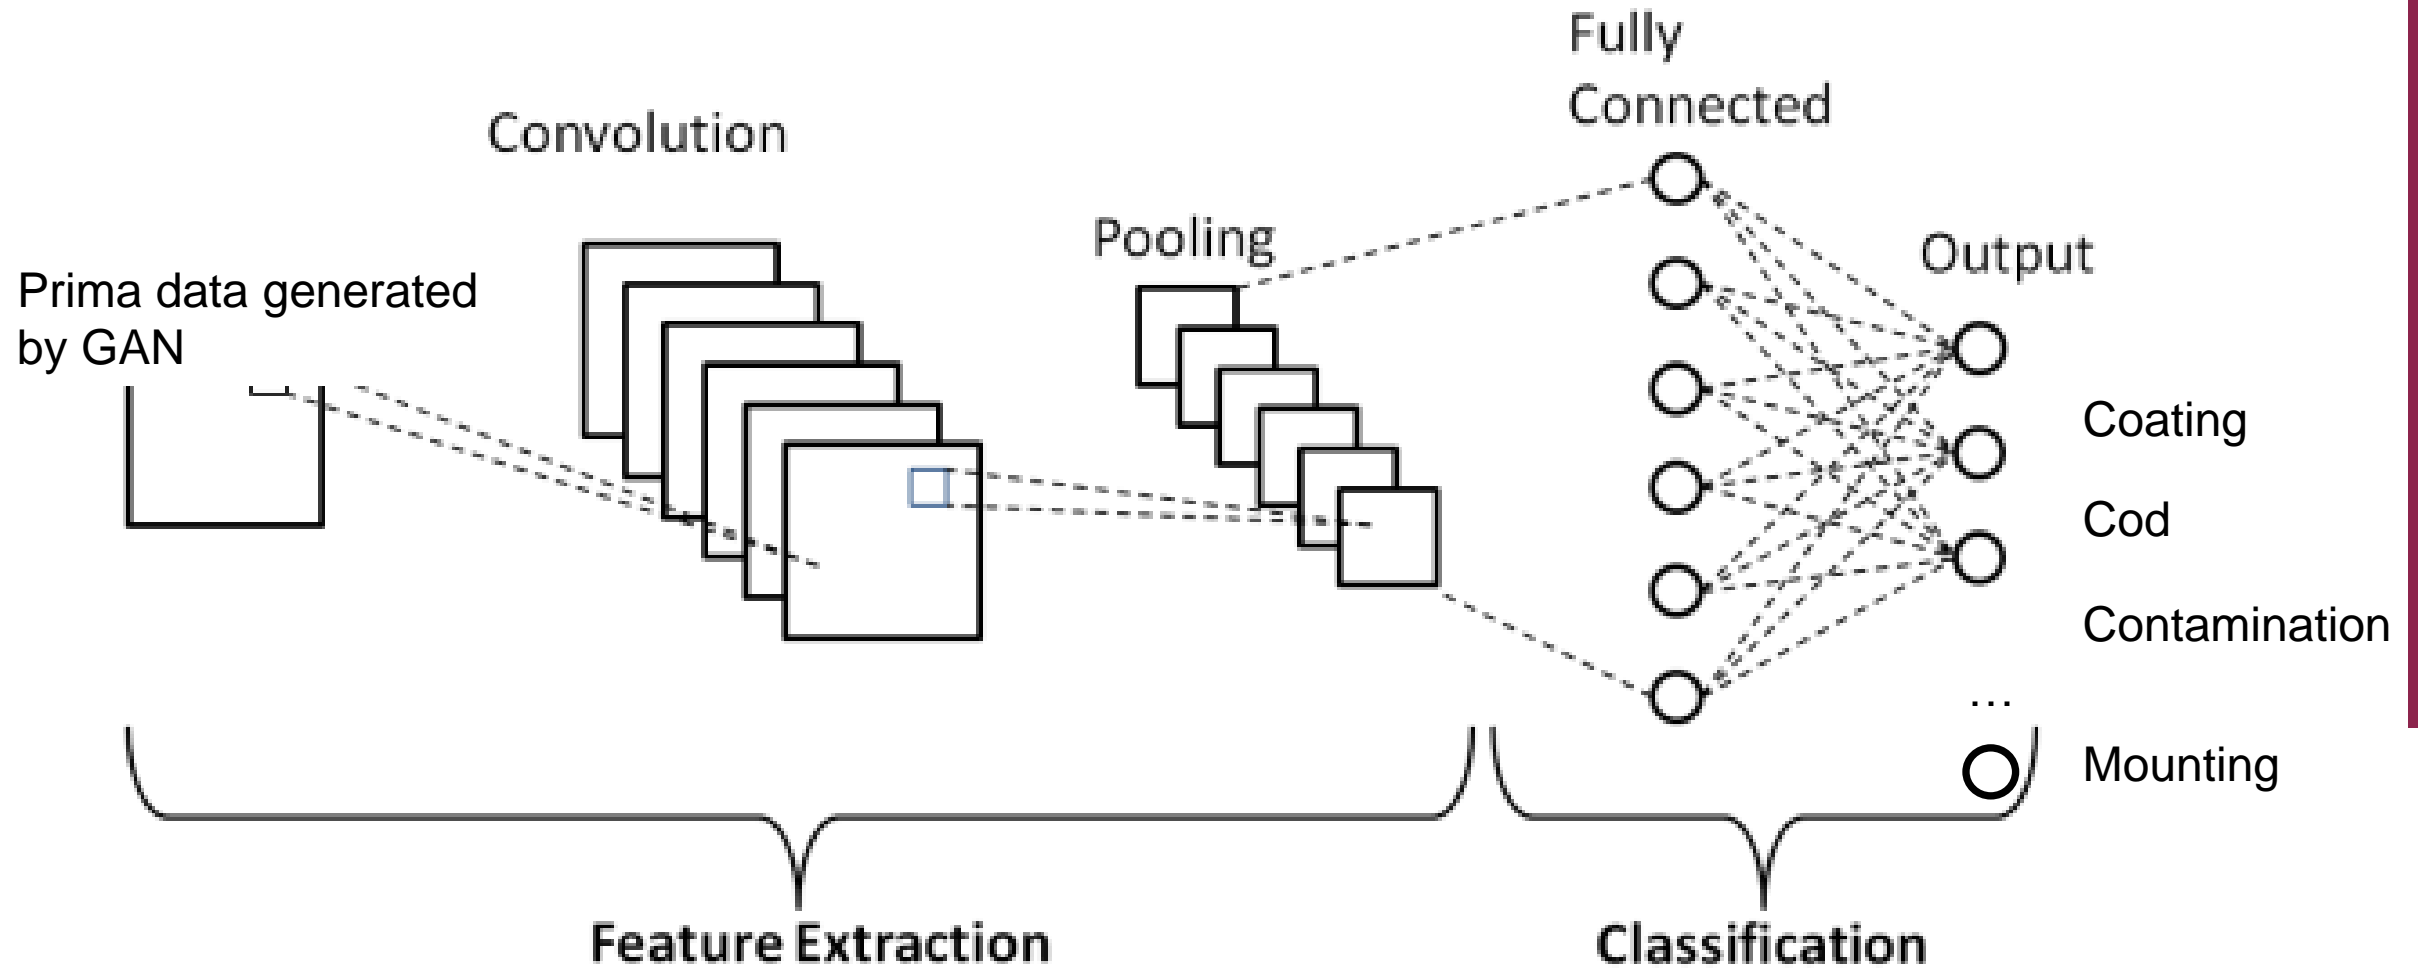 Fully
Connected
Convolution
Pooling
Output
Prima data generated
by GAN
Coating
Cod
Contamination
...
Mounting
Feature Extraction
Classification